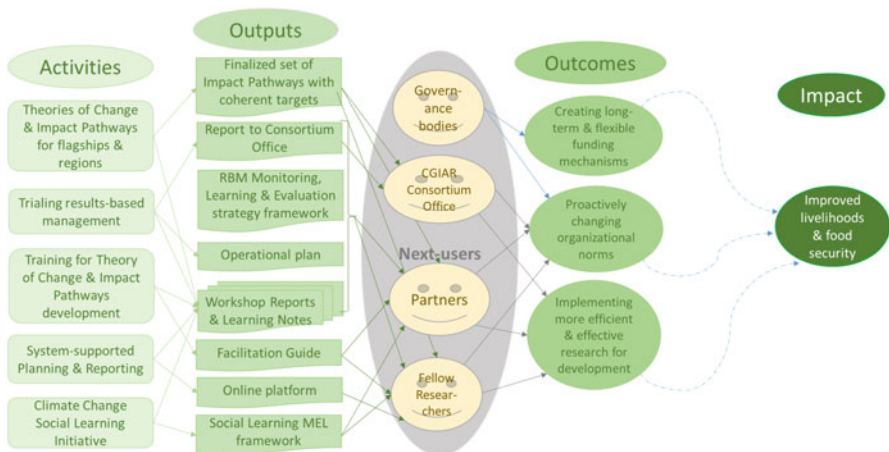 Activities
Theories of Change
& Impact Pathways
for flagships &
regions
Trialing results-based
management
Training for Theory
of Change & Impact
Pathways
development
System-supported
Planning & Reporting
Climate Change
Social Learning
Initiative
Outputs
Finalized set of
Impact Pathways with
coherent targets
Report to Consortium
Office
RBM Monitoring,
Learning & Evaluation
strategy framework
Operational plan
Workshop Reports
& Learning Notes
Facilitation Guide
Online platform
Social Learning MEL
framework
Govern-
ance
bodies
CGIAR
Consortium
Office
Next-users
Partners
Fellow
Resear-
chers
Outcomes
Creating long-
term & flexible
funding
mechanisms
Proactively
changing
organizational
norms
Implementing
more efficient
& effective
research for
development
Impact
Improved
livelihoods
& food
security